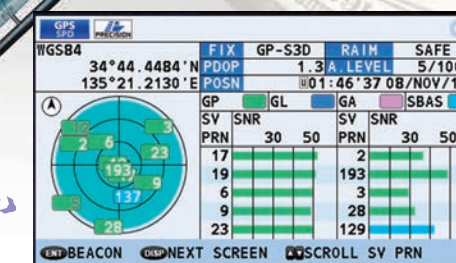 GPS
SPD
PRECISION
WGS84
34°44.4484'N
135°21.2130'E
FIX GP-S3D RAIM SAFE
PDOP 1.3 A.LEVEL 5/100
POSN U01:46'37 08/NOV/1
GP GL GA SBAS
SV SNR SV SNR
PRN 30 50 PRN 30 50
17 2
19 193
6 3
9 28
23 129
3
2 6
23
193
9
137
28
ENT BEACON DISP NEXT SCREEN ▲▼ SCROLL SV PRN